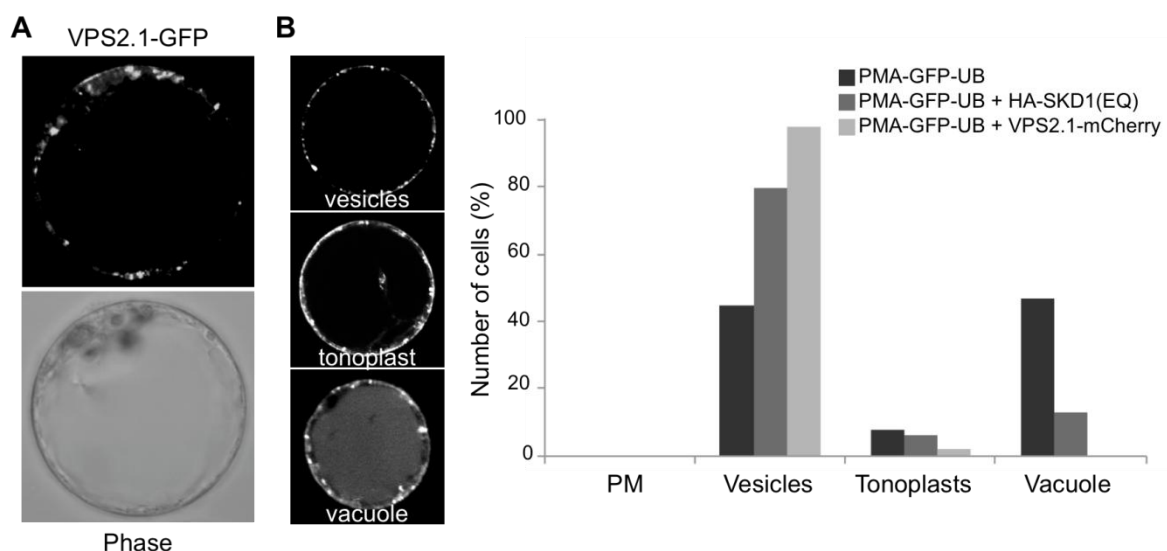 A
VPS2.1-GFP
Phase
B
vesicles
tonoplast
vacuole
PMA-GFP-UB
PMA-GFP-UB + HA-SKD1(EQ)
PMA-GFP-UB + VPS2.1-mCherry
Number of cells (%)
100
80
60
40
20
0
PM
Vesicles
Tonoplasts
Vacuole